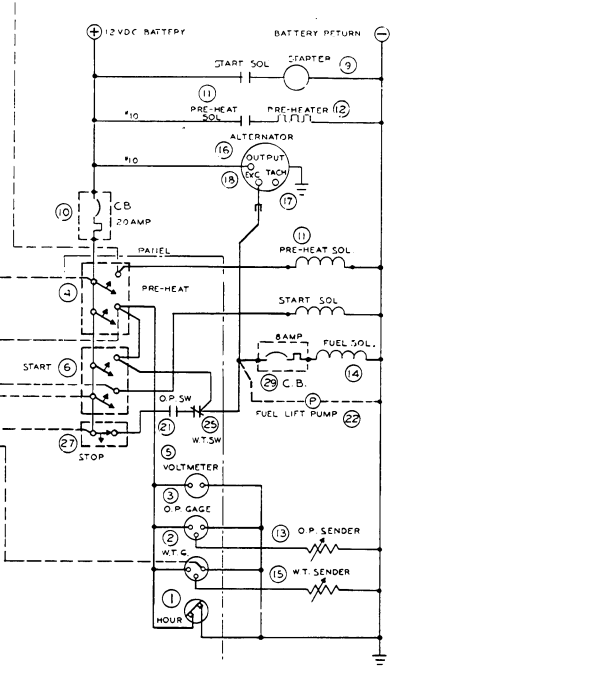 + 12VDC BATTERY
BATTERY RETURN −
START SOL
STARTER
9
11
PRE-HEAT
SOL
PRE-HEATER
12
#10
ALTERNATOR
16
OUTPUT
#10
18
EXC
TACH
17
10
C.B
20AMP
11
PANEL
PRE-HEAT SOL.
4
PRE-HEAT
START SOL
8AMP
FUEL SOL.
START
6
29
C.B.
14
O.P. SW
P
21
25
FUEL LIFT PUMP
22
27
W.T.SW
STOP
5
VOLTMETER
3
O.P. GAGE
2
13
O.P. SENDER
W.T.G.
15
W.T. SENDER
1
HOUR